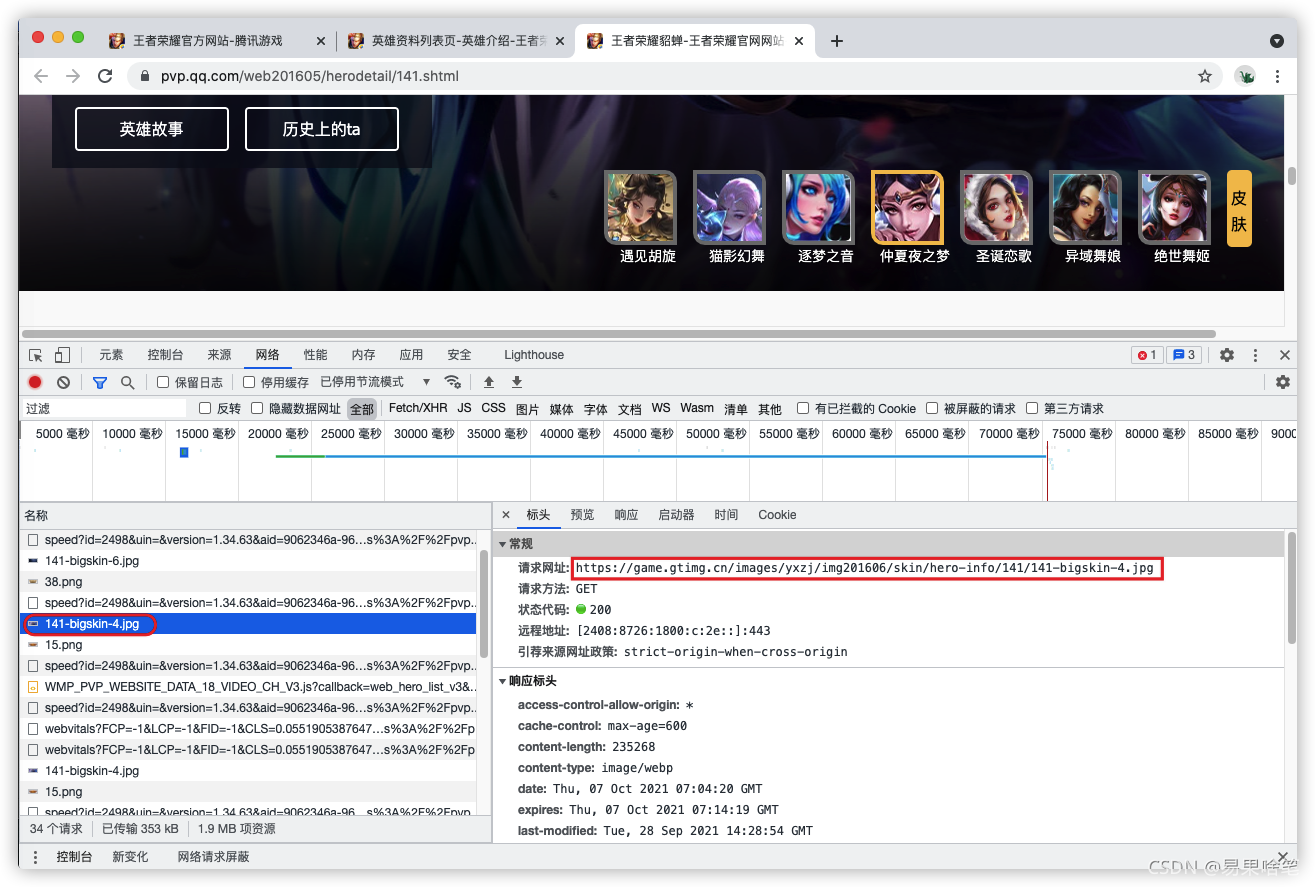 王者荣耀官方网站-腾讯游戏
英雄资料列表页-英雄介绍-王者荣
王者荣耀貂蝉-王者荣耀官网网站
pvp.qq.com/web201605/herodetail/141.shtml
英雄故事 历史上的ta
皮肤
遇见胡旋 猫影幻舞 逐梦之音 仲夏夜之梦 圣诞恋歌 异域舞娘 绝世舞姬
元素 控制台 来源 网络 性能 内存 应用 安全 Lighthouse 1 3
保留日志 停用缓存 已停用节流模式
过滤 反转 隐藏数据网址 全部 Fetch/XHR JS CSS 图片 媒体 字体 文档 WS Wasm 清单 其他 有已拦截的 Cookie 被屏蔽的请求 第三方请求
5000 毫秒 10000 毫秒 15000 毫秒 20000 毫秒 25000 毫秒 30000 毫秒 35000 毫秒 40000 毫秒 45000 毫秒 50000 毫秒 55000 毫秒 60000 毫秒 65000 毫秒 70000 毫秒 75000 毫秒 80000 毫秒 85000 毫秒 9000
名称
speed?id=2498&uin=&version=1.34.63&aid=9062346a-96…s%3A%2F%2Fpvp..
141-bigskin-6.jpg
38.png
speed?id=2498&uin=&version=1.34.63&aid=9062346a-96…s%3A%2F%2Fpvp..
141-bigskin-4.jpg
15.png
speed?id=2498&uin=&version=1.34.63&aid=9062346a-96…s%3A%2F%2Fpvp..
WMP_PVP_WEBSITE_DATA_18_VIDEO_CH_V3.js?callback=web_hero_list_v3&..
speed?id=2498&uin=&version=1.34.63&aid=9062346a-96…s%3A%2F%2Fpvp..
webvitals?FCP=-1&LCP=-1&FID=-1&CLS=0.0551905387647…s%3A%2F%2Fp
webvitals?FCP=-1&LCP=-1&FID=-1&CLS=0.0551905387647…s%3A%2F%2Fp
141-bigskin-4.jpg
15.png
speed?id=2498&uin=&version=1.34.63&aid=9062346a-96…s%3A%2F%2Fpvp..
34 个请求 已传输 353 kB 1.9 MB 项资源
标头 预览 响应 启动器 时间 Cookie
常规
请求网址: https://game.gtimg.cn/images/yxzj/img201606/skin/hero-info/141/141-bigskin-4.jpg
请求方法: GET
状态代码: 200
远程地址: [2408:8726:1800:c:2e::]:443
引荐来源网址政策: strict-origin-when-cross-origin
响应标头
access-control-allow-origin: *
cache-control: max-age=600
content-length: 235268
content-type: image/webp
date: Thu, 07 Oct 2021 07:04:20 GMT
expires: Thu, 07 Oct 2021 07:14:19 GMT
last-modified: Tue, 28 Sep 2021 14:28:54 GMT
控制台 新变化 网络请求屏蔽
CSDN @易果啥笔